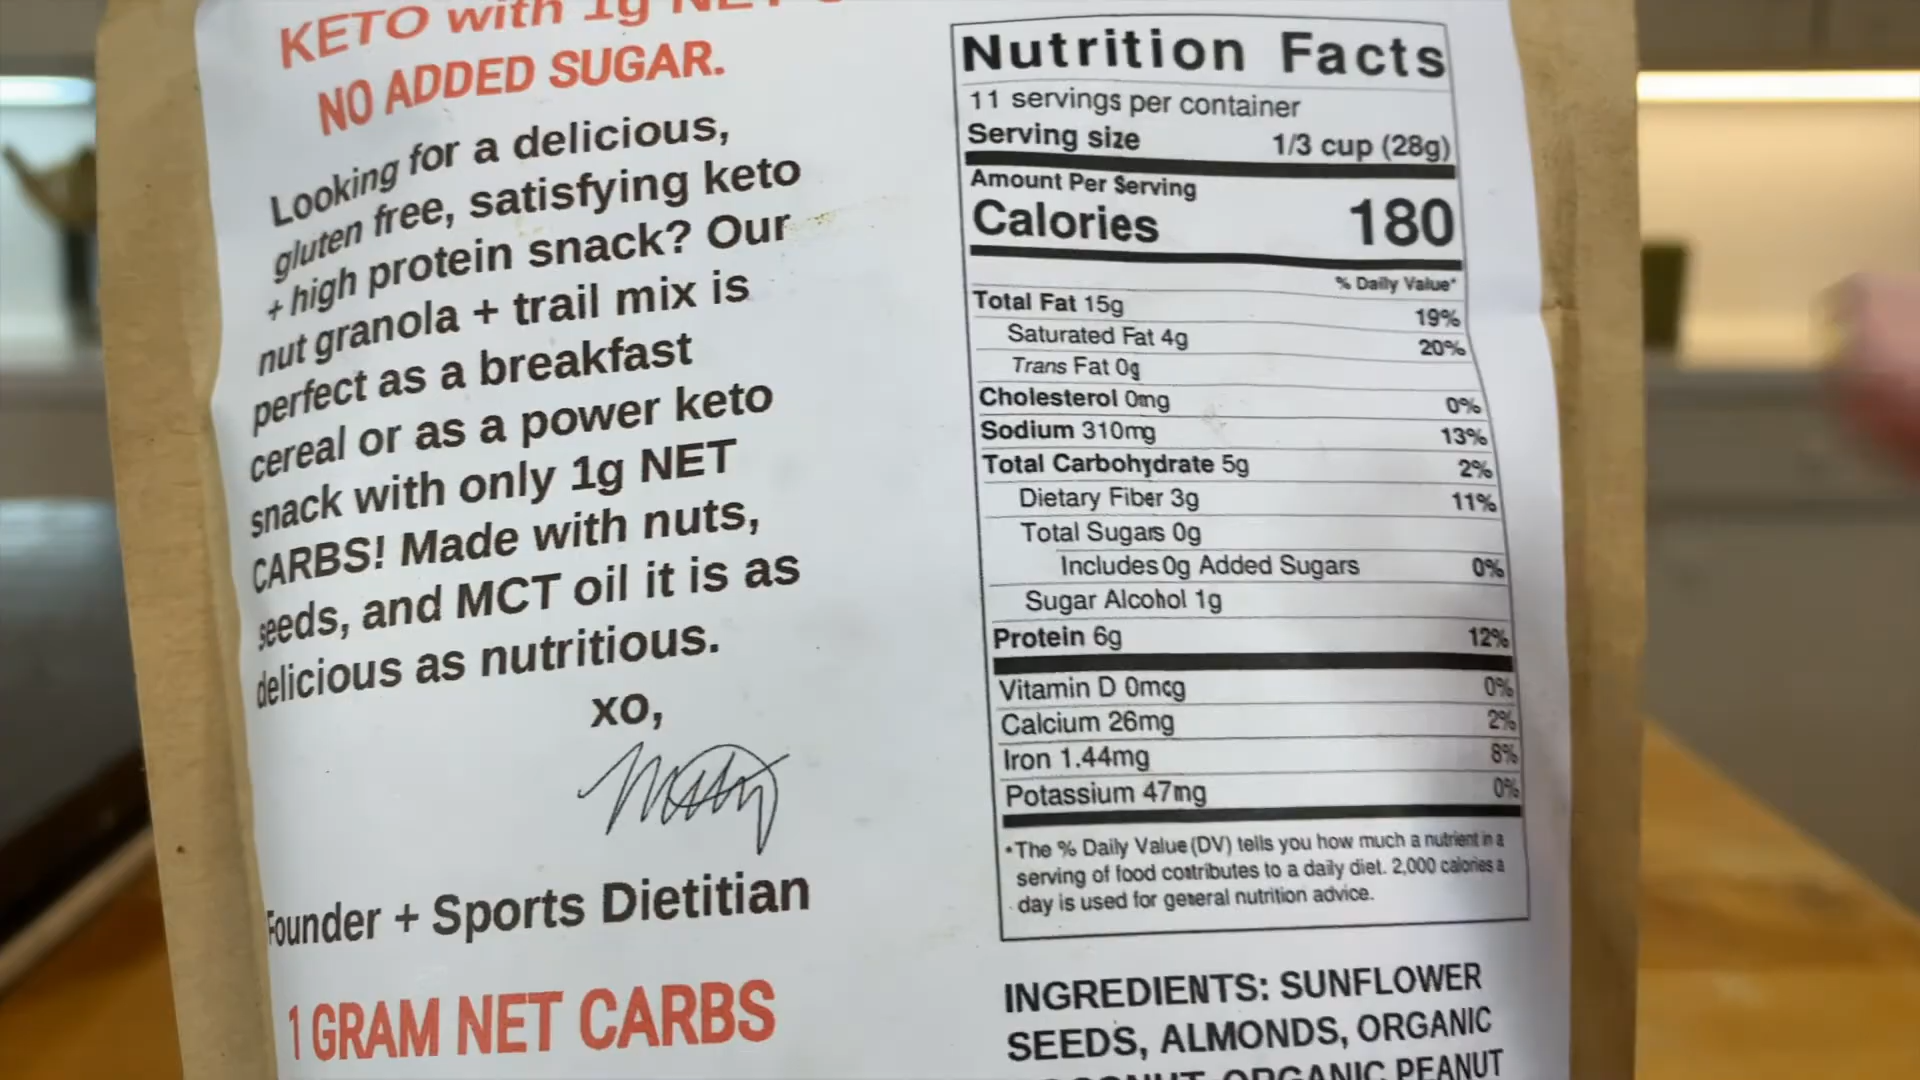 KETO with 1g NET
NO ADDED SUGAR.
Looking for a delicious,
gluten free, satisfying keto
+ high protein snack? Our
nut granola + trail mix is
perfect as a breakfast
cereal or as a power keto
snack with only 1g NET
CARBS! Made with nuts,
seeds, and MCT oil it is as
delicious as nutritious.
xo,
Founder + Sports Dietitian
1 GRAM NET CARBS
Nutrition Facts
11 servings per container
Serving size 1/3 cup (28g)
Amount Per Serving
Calories 180
% Daily Value*
Total Fat 15g 19%
Saturated Fat 4g 20%
Trans Fat 0g
Cholesterol 0mg 0%
Sodium 310mg 13%
Total Carbohydrate 5g 2%
Dietary Fiber 3g 11%
Total Sugars 0g
Includes 0g Added Sugars 0%
Sugar Alcohol 1g
Protein 6g 12%
Vitamin D 0mcg 0%
Calcium 26mg 2%
Iron 1.44mg 8%
Potassium 47mg 0%
*The % Daily Value (DV) tells you how much a nutrient in a
serving of food contributes to a daily diet. 2,000 calories a
day is used for general nutrition advice.
INGREDIENTS: SUNFLOWER
SEEDS, ALMONDS, ORGANIC
ORGANIC PEANUT